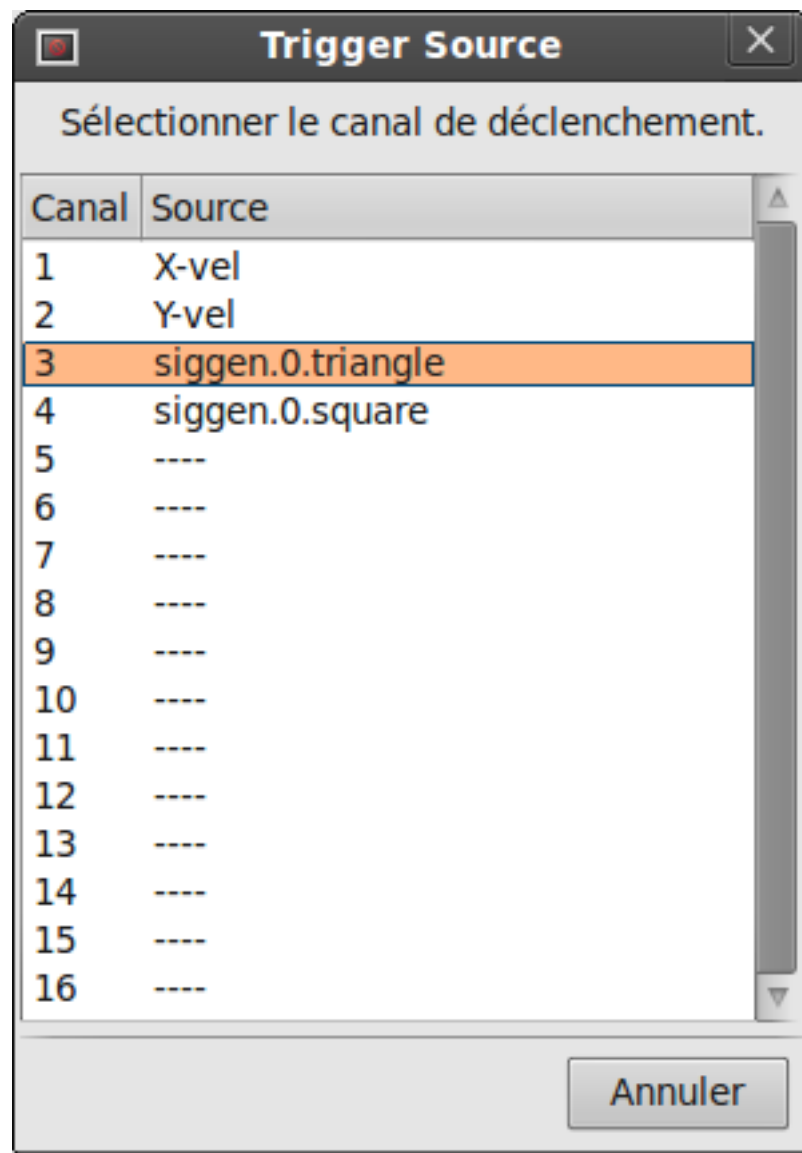 Trigger Source
Sélectionner le canal de déclenchement.
Canal Source
1 X-vel
2 Y-vel
3 siggen.0.triangle
4 siggen.0.square
5 ----
6 ----
7 ----
8 ----
9 ----
10 ----
11 ----
12 ----
13 ----
14 ----
15 ----
16 ----
Annuler